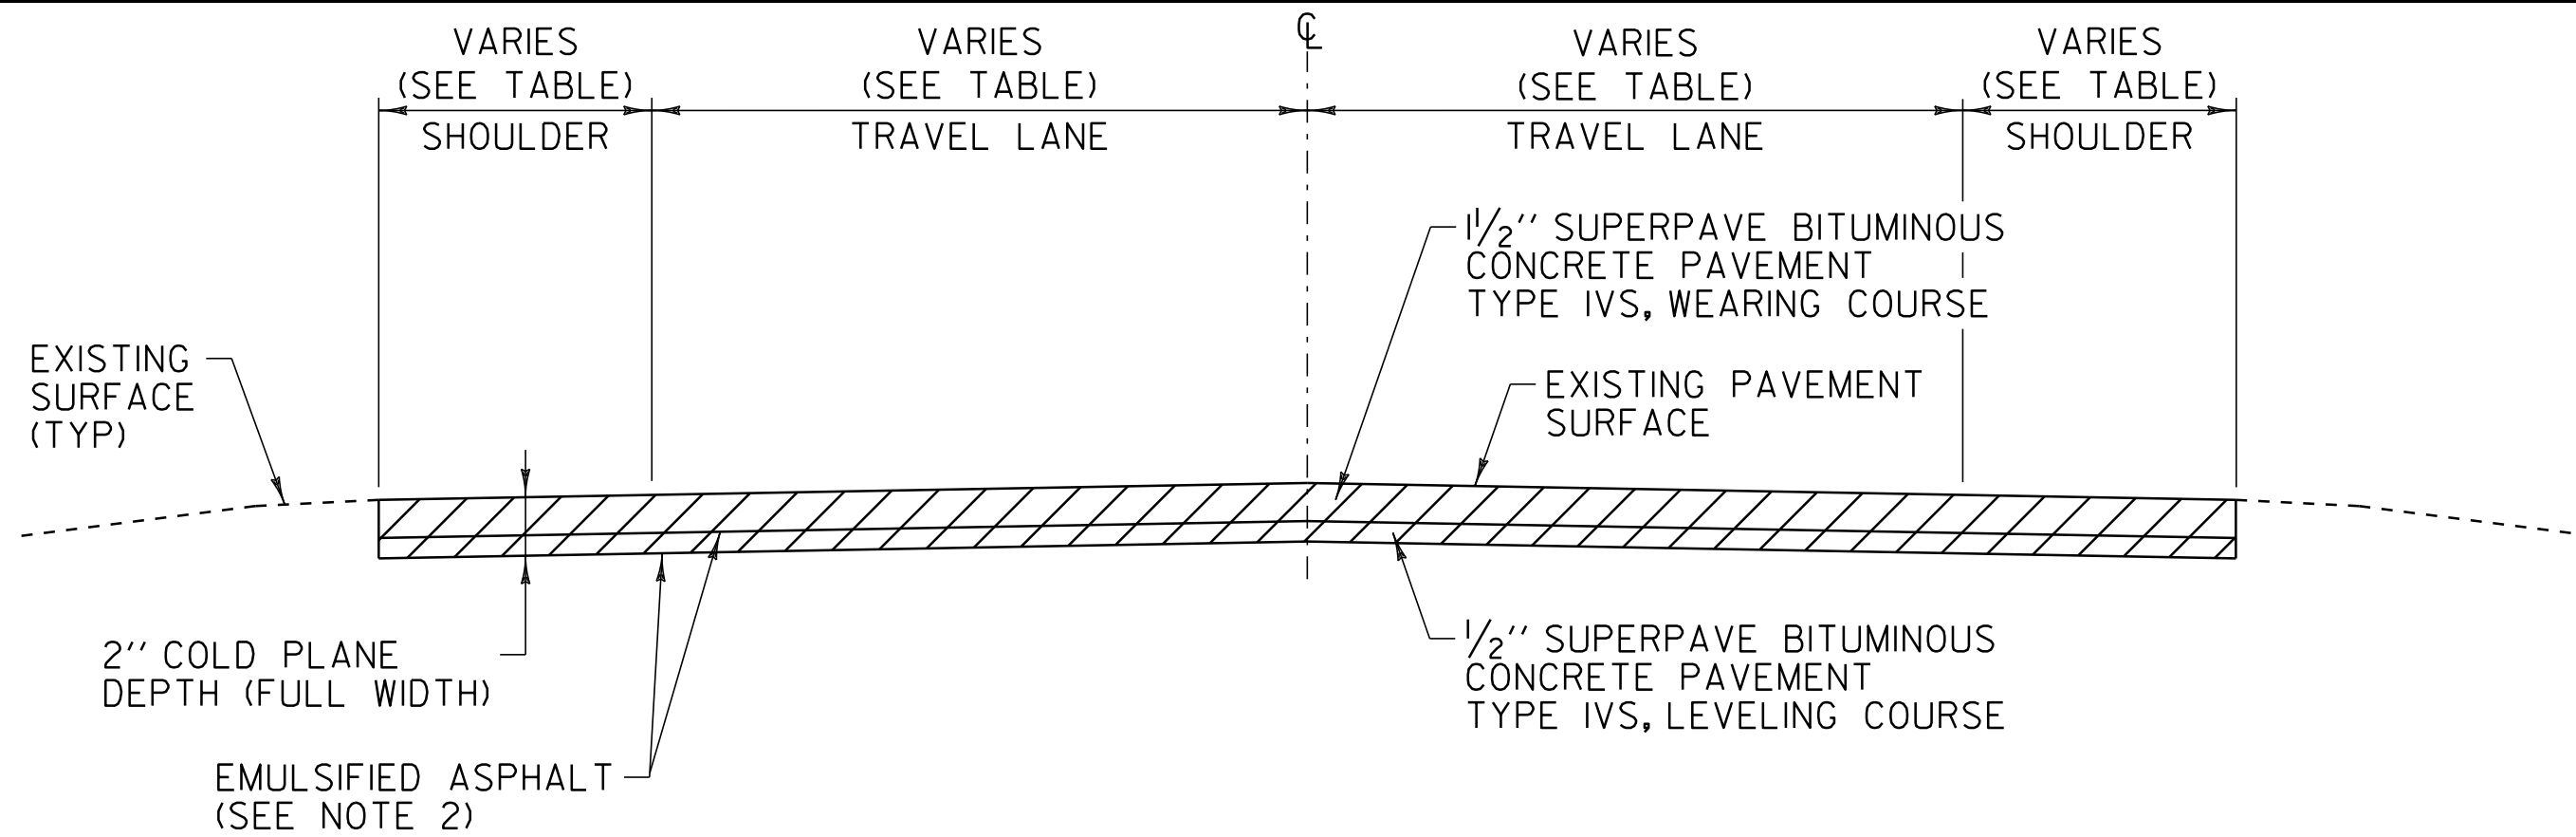 VARIES
(SEE TABLE)
SHOULDER
VARIES
(SEE TABLE)
TRAVEL LANE
℄
VARIES
(SEE TABLE)
TRAVEL LANE
VARIES
(SEE TABLE)
SHOULDER
1 1/2'' SUPERPAVE BITUMINOUS
CONCRETE PAVEMENT
TYPE IVS, WEARING COURSE
EXISTING
SURFACE
(TYP)
EXISTING PAVEMENT
SURFACE
2'' COLD PLANE
DEPTH (FULL WIDTH)
1/2'' SUPERPAVE BITUMINOUS
CONCRETE PAVEMENT
TYPE IVS, LEVELING COURSE
EMULSIFIED ASPHALT
(SEE NOTE 2)